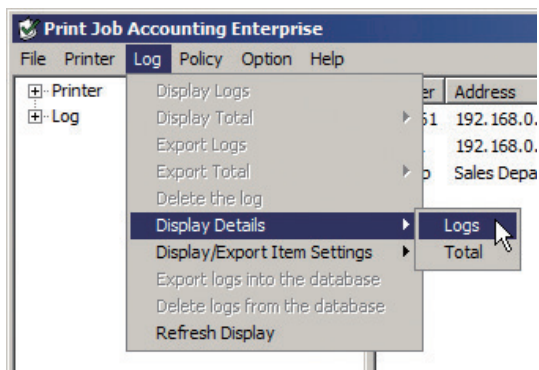 Print Job Accounting Enterprise
File Printer Log Policy Option Help
Printer
Log
Display Logs
Display Total
Export Logs
Export Total
Delete the log
Display Details
Display/Export Item Settings
Export logs into the database
Delete logs from the database
Refresh Display
Logs
Total
er Address
51 192.168.0.
192.168.0.
p Sales Depa